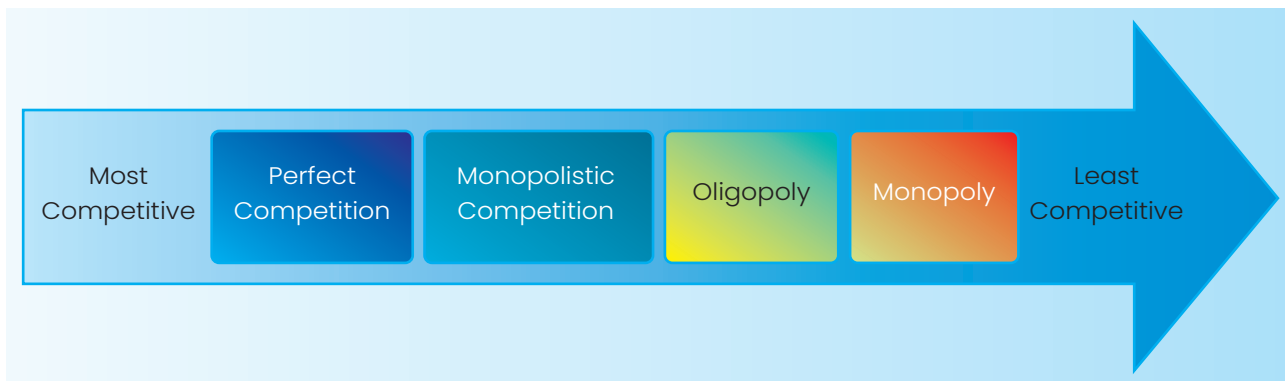 Most
Competitive
Perfect
Competition
Monopolistic
Competition
Oligopoly
Monopoly
Least
Competitive